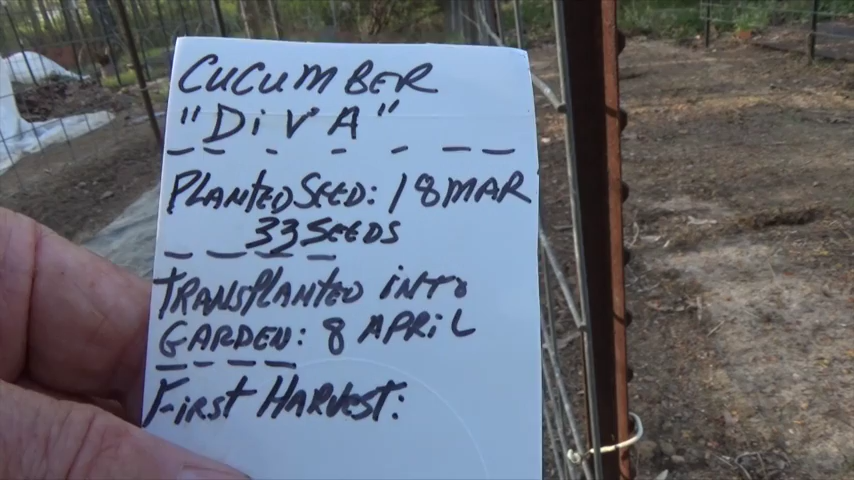 CUCUMBER
"DiVA"
PLANTED SEED: 18 MAR
33 SEEDS
TRANSPLANTED iNTO
GARDEN: 8 APRiL
FirST HARVEST: